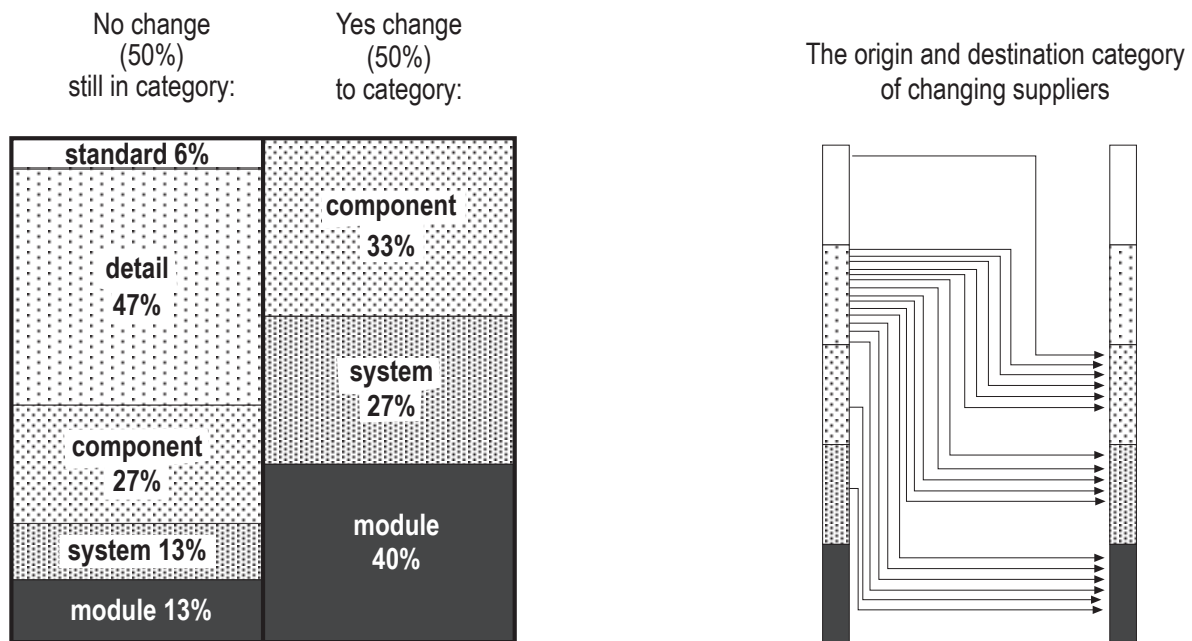 No change
(50%)
still in category:
Yes change
(50%)
to category:
standard 6%
detail
47%
component
27%
system 13%
module 13%
component
33%
system
27%
module
40%
The origin and destination category
of changing suppliers